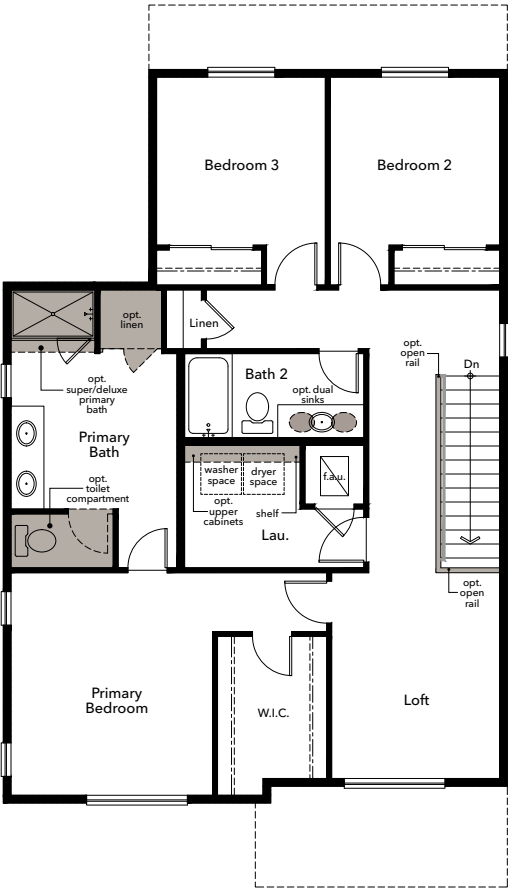 Bedroom 3
Bedroom 2
opt.
linen
Linen
opt.
open
rail
Dn
Bath 2
opt. dual
sinks
opt.
super/deluxe
primary
bath
Primary
Bath
washer
space
dryer
space
f.a.u.
opt.
toilet
compartment
opt.
upper
cabinets
shelf
Lau.
opt.
open
rail
Primary
Bedroom
W.I.C.
Loft